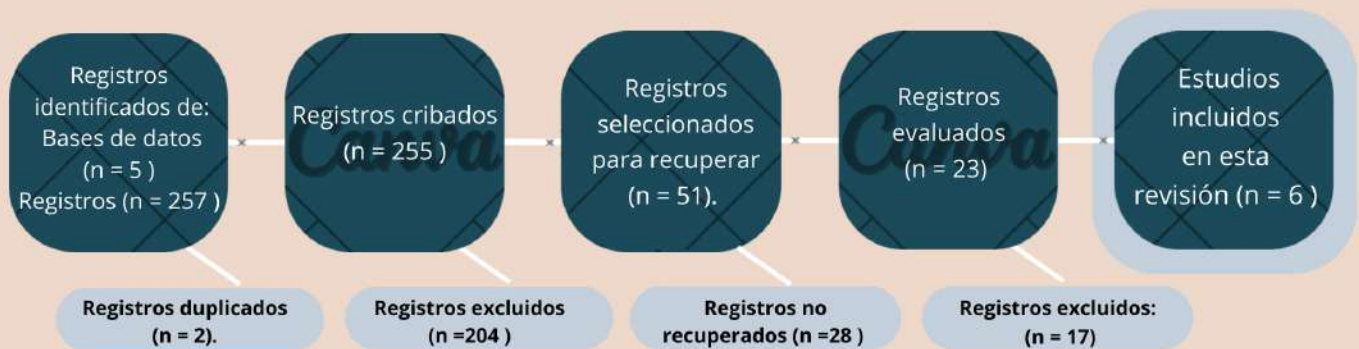 Registros
identificados de:
Bases de datos
(n = 5 )
Registros (n = 257 )
Registros cribados
(n = 255 )
Canva
Registros
seleccionados
para recuperar
(n = 51).
Registros
evaluados
(n = 23)
Canva
Estudios
incluidos
en esta
revisión (n = 6 )
Registros duplicados
(n = 2).
Registros excluidos
(n =204 )
Registros no
recuperados (n =28 )
Registros excluidos:
(n = 17)